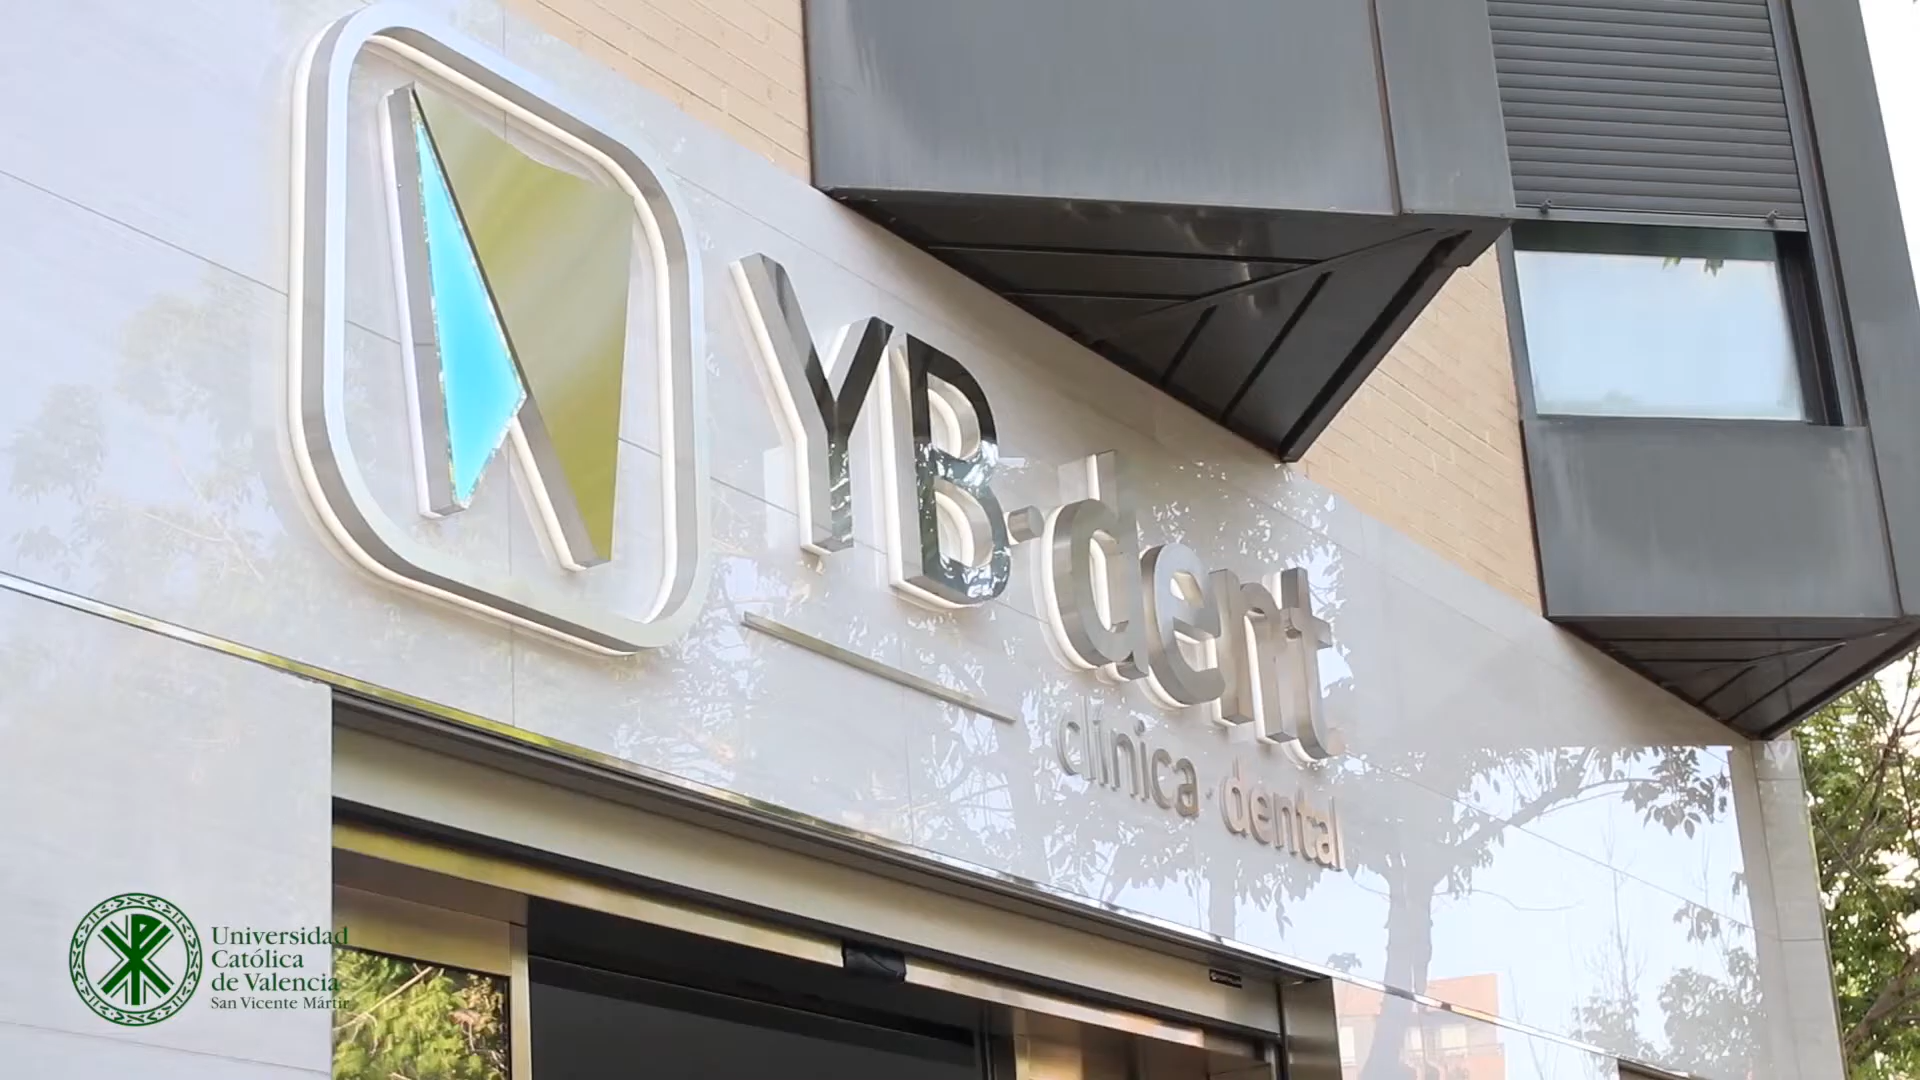 YB·dent.
clínica·dental
Universidad
Católica
de Valencia
San Vicente Mártir